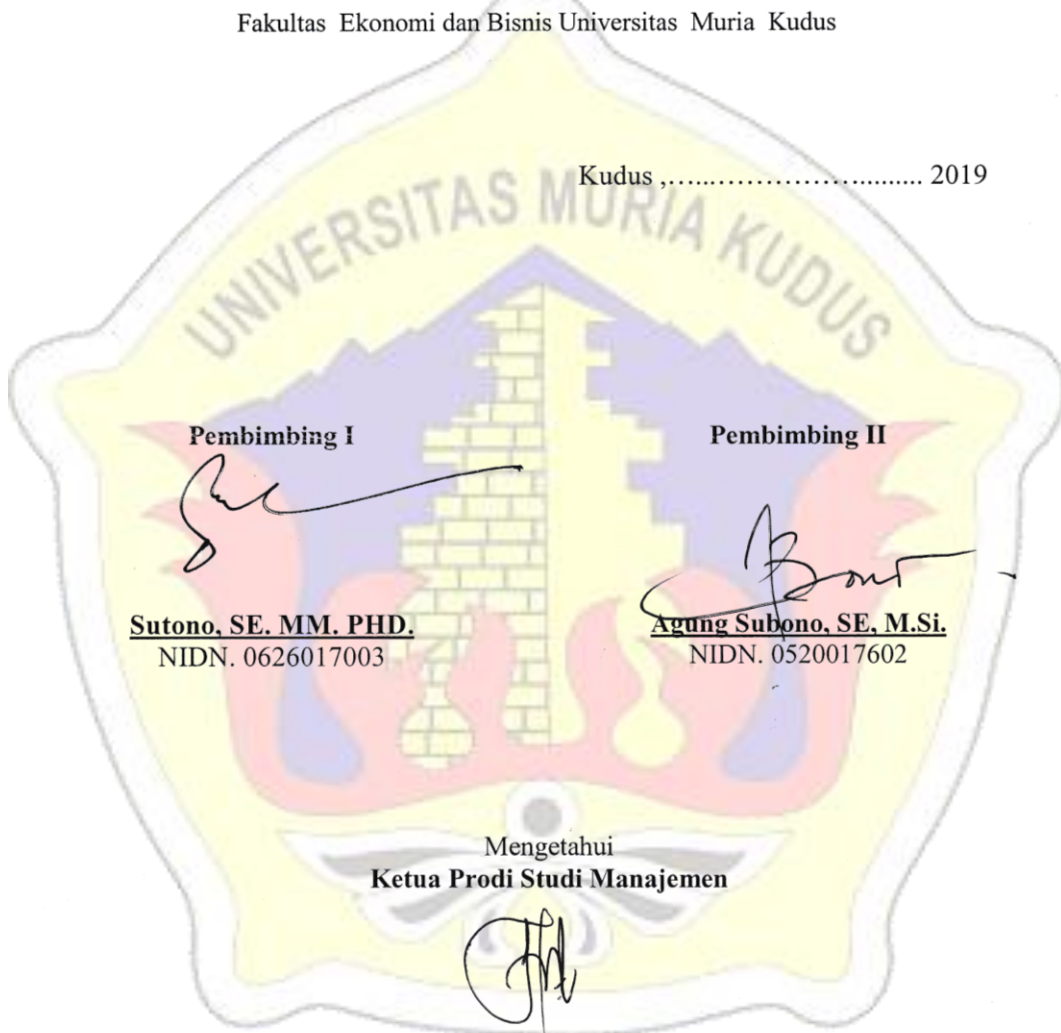 Fakultas Ekonomi dan Bisnis Universitas Muria Kudus
Kudus ,…...……………......... 2019
UNIVERSITAS MURIA KUDUS
Pembimbing I
Pembimbing II
Sutono, SE. MM. PHD.
Agung Subono, SE, M.Si.
NIDN. 0626017003
NIDN. 0520017602
Mengetahui
Ketua Prodi Studi Manajemen